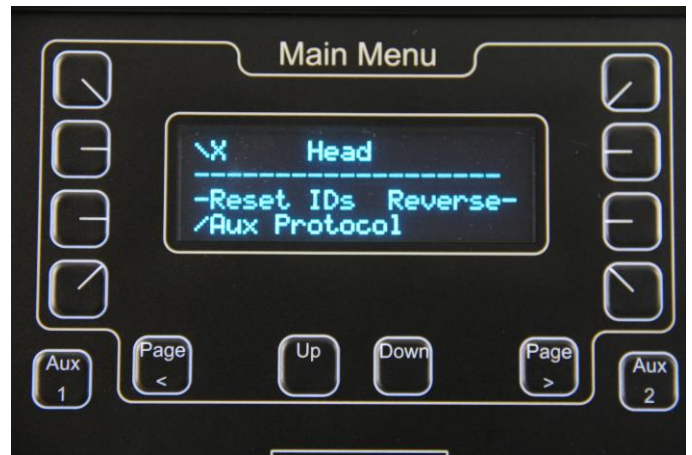 Main Menu
\X Head
--------------------
-Reset IDs Reverse-
/Aux Protocol
Page <
Up
Down
Page >
Aux 1
Aux 2